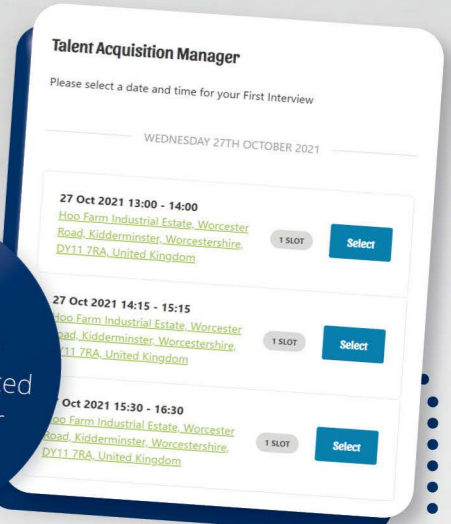 Talent Acquisition Manager
Please select a date and time for your First Interview
WEDNESDAY 27TH OCTOBER 2021
27 Oct 2021 13:00 - 14:00
Hoo Farm Industrial Estate, Worcester
Road, Kidderminster, Worcestershire,
DY11 7RA, United Kingdom
1 SLOT
Select
27 Oct 2021 14:15 - 15:15
Hoo Farm Industrial Estate, Worcester
Road, Kidderminster, Worcestershire,
DY11 7RA, United Kingdom
1 SLOT
Select
Oct 2021 15:30 - 16:30
Hoo Farm Industrial Estate, Worcester
Road, Kidderminster, Worcestershire,
DY11 7RA, United Kingdom
1 SLOT
Select